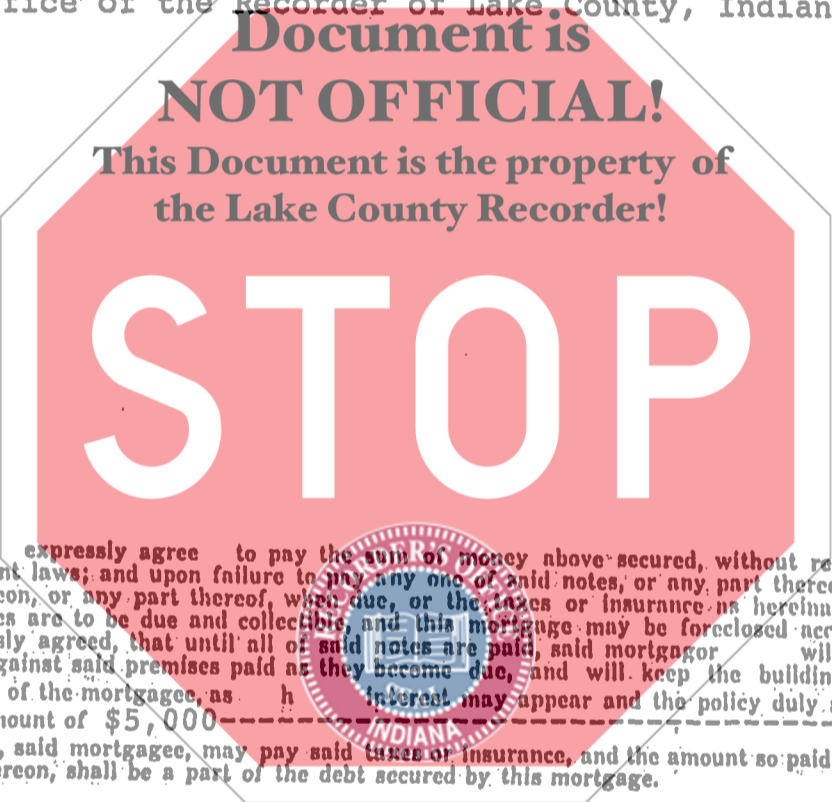 fice of the Recorder of Lake County, Indian
Document is
NOT OFFICIAL!
This Document is the property of
the Lake County Recorder!
STOP
expressly agree to pay the sum of money above secured, without re
nt laws; and upon failure to pay any one of said notes, or any part there
con, or any part thereof, when due, or the taxes or insurance as hereina
es are to be due and collectible and this mortgage may be foreclosed acc
sly agreed, that until all of said notes are paid, said mortgagor wil
gainst said premises paid as they become due, and will keep the buildin
of the mortgagee, as h interest may appear and the policy duly
nount of $5,000
, said mortgagee, may pay said taxes or insurance, and the amount so paid
ereon, shall be a part of the debt secured by this mortgage.
RECORDER'S OFFICE
INDIANA